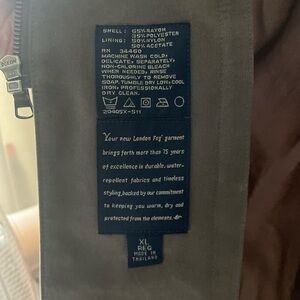 SHELL: 65%RAYON
35%POLYESTER
LINING: 50%NYLON
50%ACETATE
RN 34460
MACHINE WASH COLD,
DELICATE, SEPARATELY,
NON-CHLORINE BLEACH
WHEN NEEDED, RINSE
THOROUGHLY TO REMOVE
SOAP, TUMBLE DRY LOW, COOL
IRON; PROFESSIONALLY
DRY CLEAN.
20405X-511
Your new London Fog® garment
brings forth more than 75 years
of excellence in durable, water-
repellent fabrics and timeless
styling, backed by our commitment
to keeping you warm, dry and
protected from the elements.
XL
REG
MADE IN
THAILAND